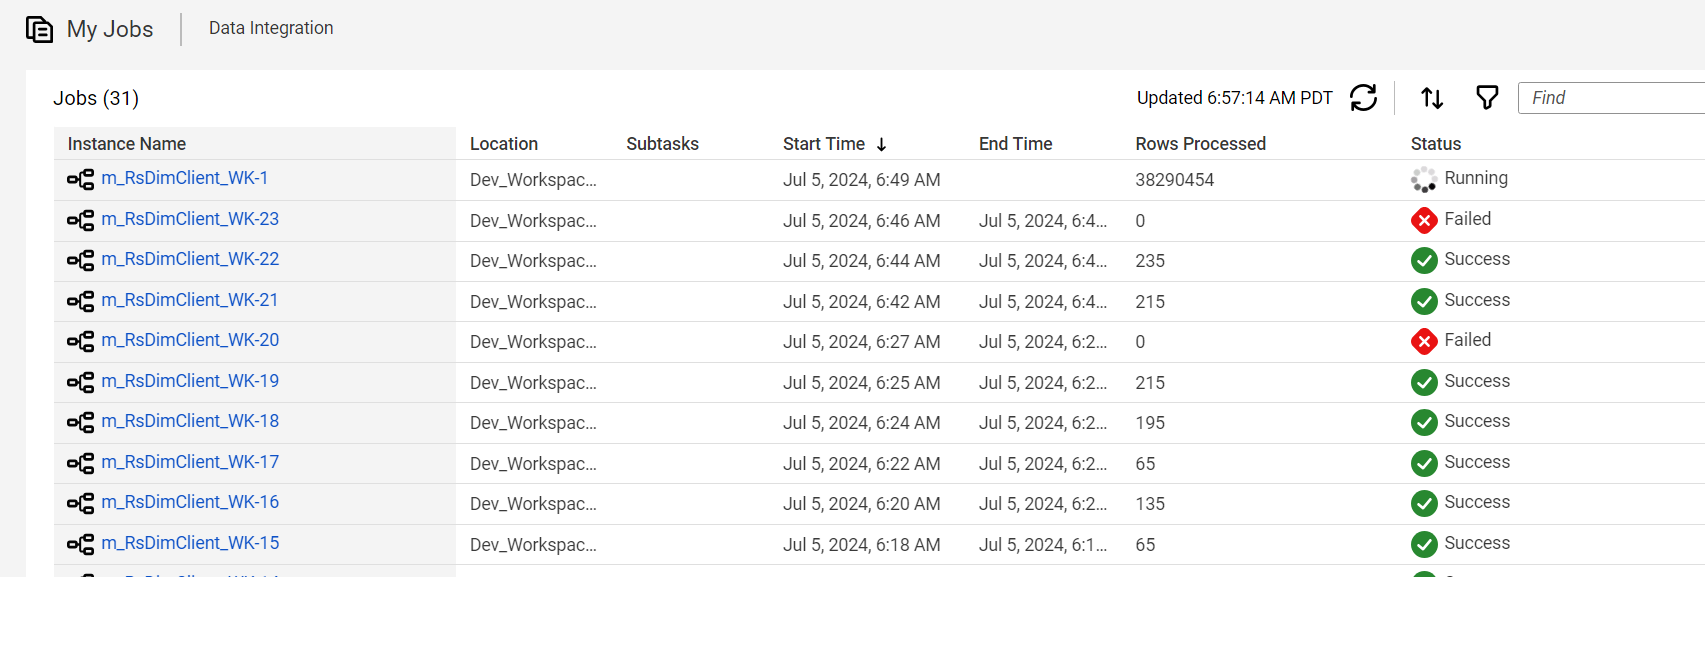 My Jobs Data Integration
Jobs (31) Updated 6:57:14 AM PDT Find
Instance Name Location Subtasks Start Time ↓ End Time Rows Processed Status
m_RsDimClient_WK-1 Dev_Workspac... Jul 5, 2024, 6:49 AM 38290454 Running
m_RsDimClient_WK-23 Dev_Workspac... Jul 5, 2024, 6:46 AM Jul 5, 2024, 6:4... 0 Failed
m_RsDimClient_WK-22 Dev_Workspac... Jul 5, 2024, 6:44 AM Jul 5, 2024, 6:4... 235 Success
m_RsDimClient_WK-21 Dev_Workspac... Jul 5, 2024, 6:42 AM Jul 5, 2024, 6:4... 215 Success
m_RsDimClient_WK-20 Dev_Workspac... Jul 5, 2024, 6:27 AM Jul 5, 2024, 6:2... 0 Failed
m_RsDimClient_WK-19 Dev_Workspac... Jul 5, 2024, 6:25 AM Jul 5, 2024, 6:2... 215 Success
m_RsDimClient_WK-18 Dev_Workspac... Jul 5, 2024, 6:24 AM Jul 5, 2024, 6:2... 195 Success
m_RsDimClient_WK-17 Dev_Workspac... Jul 5, 2024, 6:22 AM Jul 5, 2024, 6:2... 65 Success
m_RsDimClient_WK-16 Dev_Workspac... Jul 5, 2024, 6:20 AM Jul 5, 2024, 6:2... 135 Success
m_RsDimClient_WK-15 Dev_Workspac... Jul 5, 2024, 6:18 AM Jul 5, 2024, 6:1... 65 Success